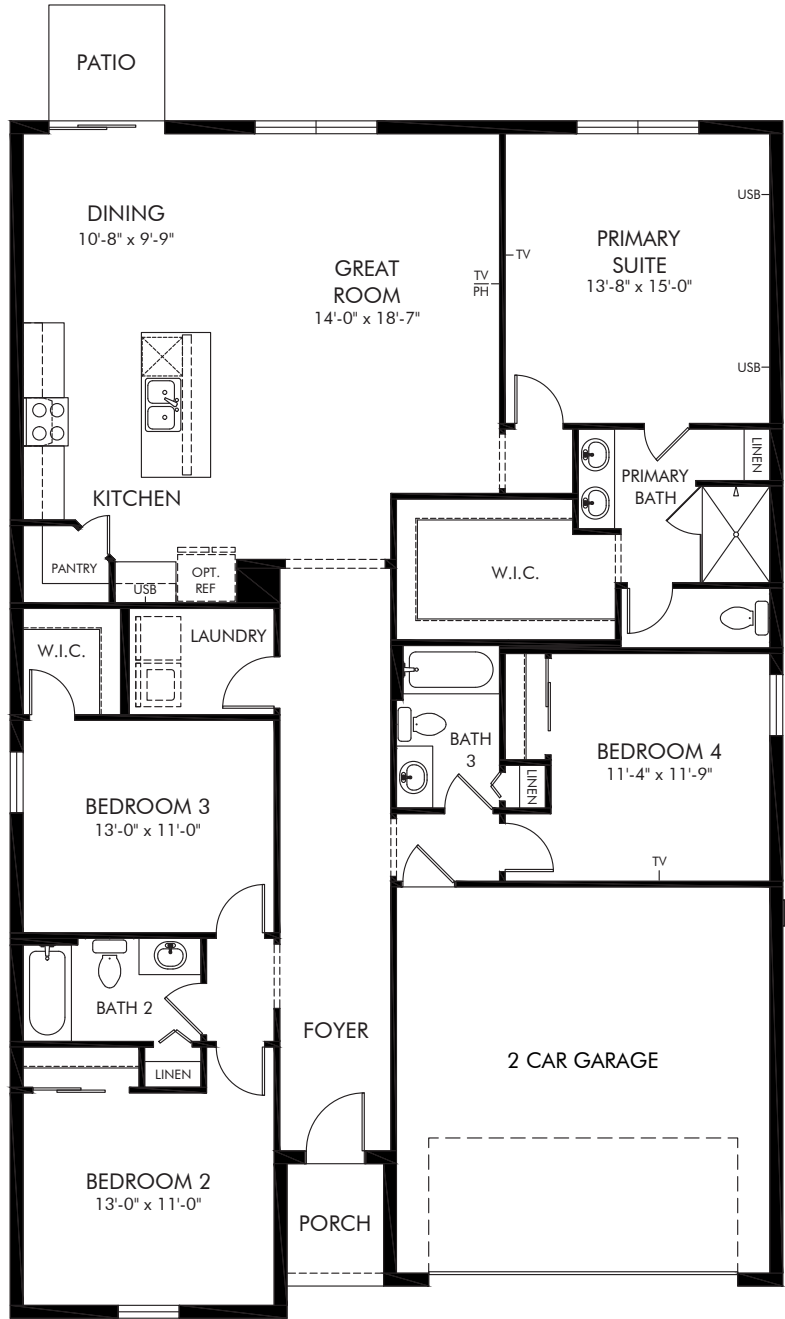 PATIO
DINING
10'-8" x 9'-9"
GREAT
ROOM
14'-0" x 18'-7"
TV
PH
TV
PRIMARY
SUITE
13'-8" x 15'-0"
USB
USB
KITCHEN
PANTRY
USB
OPT.
REF
PRIMARY
BATH
LINEN
W.I.C.
W.I.C.
LAUNDRY
BATH
3
LINEN
BEDROOM 4
11'-4" x 11'-9"
TV
BEDROOM 3
13'-0" x 11'-0"
BATH 2
LINEN
FOYER
2 CAR GARAGE
BEDROOM 2
13'-0" x 11'-0"
PORCH